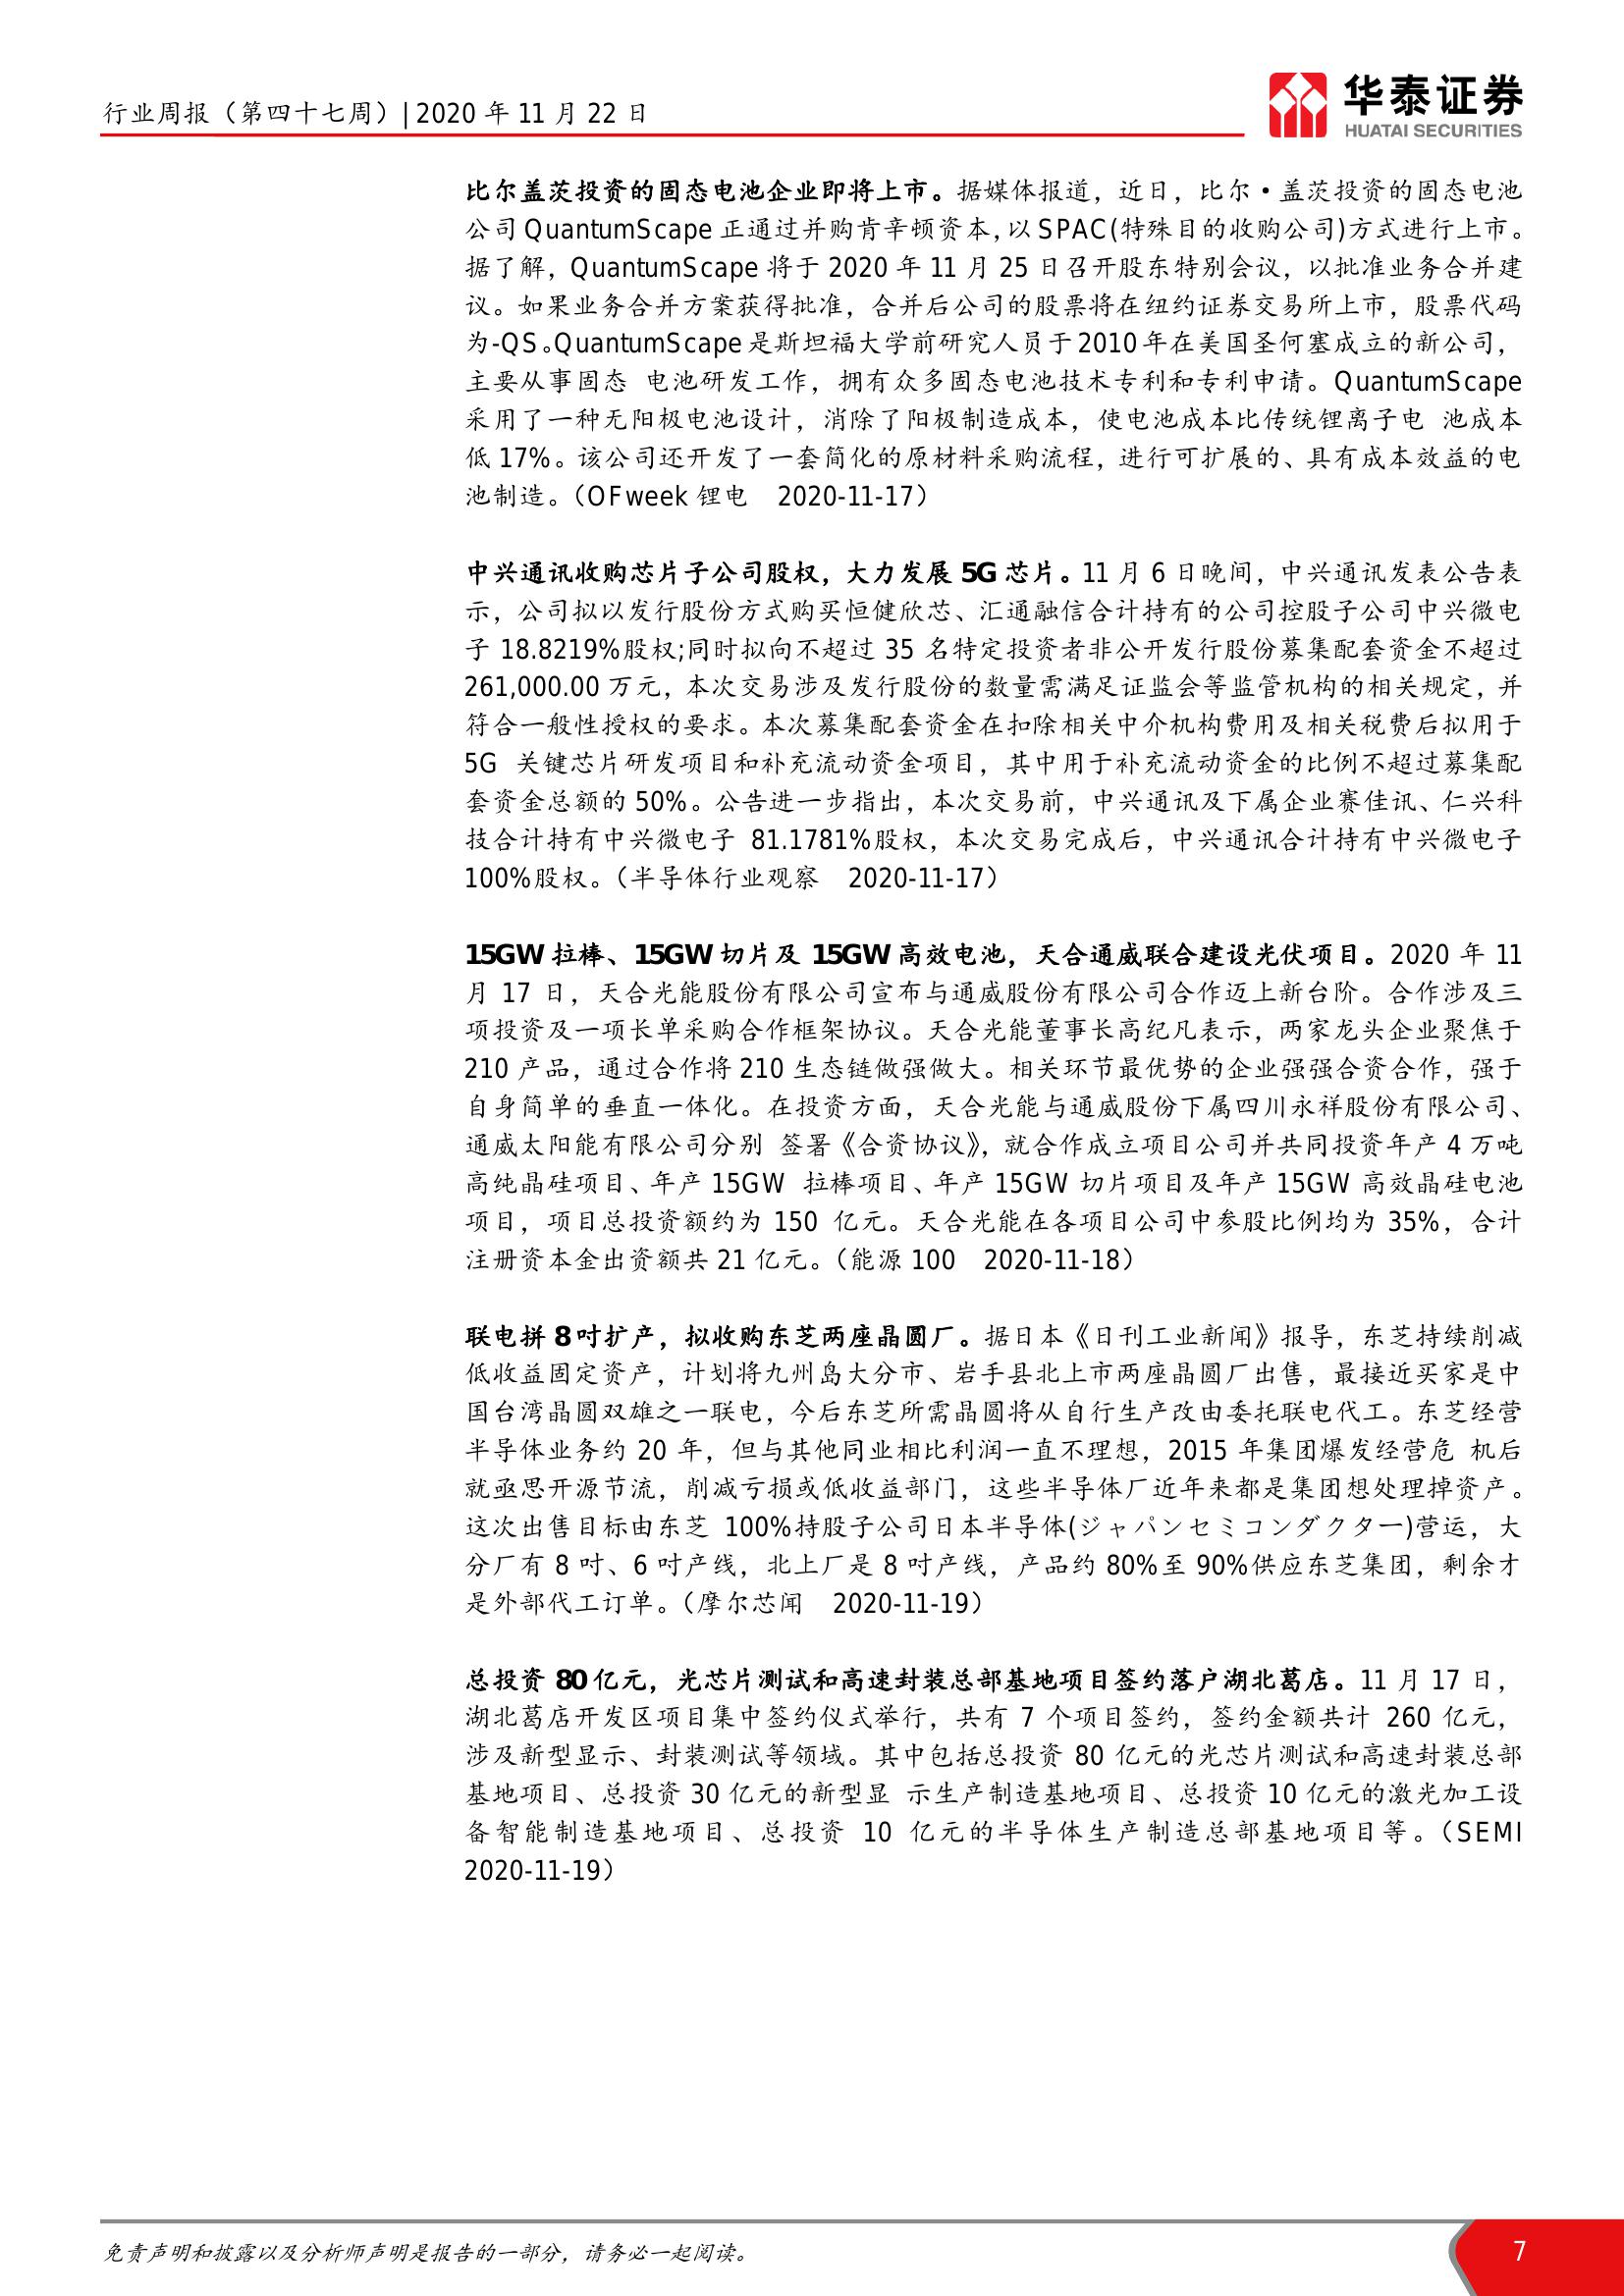 行业周报（第四十七周）| 2020 年 11 月 22 日
华泰证券
HUATAI SECURITIES
比尔盖茨投资的固态电池企业即将上市。据媒体报道，近日，比尔·盖茨投资的固态电池
公司 QuantumScape 正通过并购肯辛顿资本，以 SPAC(特殊目的收购公司)方式进行上市。
据了解，QuantumScape 将于 2020 年 11 月 25 日召开股东特别会议，以批准业务合并建
议。如果业务合并方案获得批准，合并后公司的股票将在纽约证券交易所上市，股票代码
为-QS。QuantumScape 是斯坦福大学前研究人员于 2010 年在美国圣何塞成立的新公司，
主要从事固态 电池研发工作，拥有众多固态电池技术专利和专利申请。QuantumScape
采用了一种无阳极电池设计，消除了阳极制造成本，使电池成本比传统锂离子电 池成本
低 17%。该公司还开发了一套简化的原材料采购流程，进行可扩展的、具有成本效益的电
池制造。（OFweek 锂电 2020-11-17）
中兴通讯收购芯片子公司股权，大力发展 5G 芯片。11 月 6 日晚间，中兴通讯发表公告表
示，公司拟以发行股份方式购买恒健欣芯、汇通融信合计持有的公司控股子公司中兴微电
子 18.8219%股权;同时拟向不超过 35 名特定投资者非公开发行股份募集配套资金不超过
261,000.00 万元，本次交易涉及发行股份的数量需满足证监会等监管机构的相关规定，并
符合一般性授权的要求。本次募集配套资金在扣除相关中介机构费用及相关税费后拟用于
5G 关键芯片研发项目和补充流动资金项目，其中用于补充流动资金的比例不超过募集配
套资金总额的 50%。公告进一步指出，本次交易前，中兴通讯及下属企业赛佳讯、仁兴科
技合计持有中兴微电子 81.1781%股权，本次交易完成后，中兴通讯合计持有中兴微电子
100%股权。（半导体行业观察 2020-11-17）
15GW 拉棒、15GW 切片及 15GW 高效电池，天合通威联合建设光伏项目。2020 年 11
月 17 日，天合光能股份有限公司宣布与通威股份有限公司合作迈上新台阶。合作涉及三
项投资及一项长单采购合作框架协议。天合光能董事长高纪凡表示，两家龙头企业聚焦于
210 产品，通过合作将 210 生态链做强做大。相关环节最优势的企业强强合资合作，强于
自身简单的垂直一体化。在投资方面，天合光能与通威股份下属四川永祥股份有限公司、
通威太阳能有限公司分别 签署《合资协议》，就合作成立项目公司并共同投资年产 4 万吨
高纯晶硅项目、年产 15GW 拉棒项目、年产 15GW 切片项目及年产 15GW 高效晶硅电池
项目，项目总投资额约为 150 亿元。天合光能在各项目公司中参股比例均为 35%，合计
注册资本金出资额共 21 亿元。（能源 100 2020-11-18）
联电拼 8 吋扩产，拟收购东芝两座晶圆厂。据日本《日刊工业新闻》报导，东芝持续削减
低收益固定资产，计划将九州岛大分市、岩手县北上市两座晶圆厂出售，最接近买家是中
国台湾晶圆双雄之一联电，今后东芝所需晶圆将从自行生产改由委托联电代工。东芝经营
半导体业务约 20 年，但与其他同业相比利润一直不理想，2015 年集团爆发经营危 机后
就亟思开源节流，削减亏损或低收益部门，这些半导体厂近年来都是集团想处理掉资产。
这次出售目标由东芝 100%持股子公司日本半导体(ジャパンセミコンダクター)营运，大
分厂有 8 吋、6 吋产线，北上厂是 8 吋产线，产品约 80%至 90%供应东芝集团，剩余才
是外部代工订单。（摩尔芯闻 2020-11-19）
总投资 80 亿元，光芯片测试和高速封装总部基地项目签约落户湖北葛店。11 月 17 日，
湖北葛店开发区项目集中签约仪式举行，共有 7 个项目签约，签约金额共计 260 亿元，
涉及新型显示、封装测试等领域。其中包括总投资 80 亿元的光芯片测试和高速封装总部
基地项目、总投资 30 亿元的新型显 示生产制造基地项目、总投资 10 亿元的激光加工设
备智能制造基地项目、总投资 10 亿元的半导体生产制造总部基地项目等。（SEMI
2020-11-19）
免责声明和披露以及分析师声明是报告的一部分，请务必一起阅读。
7